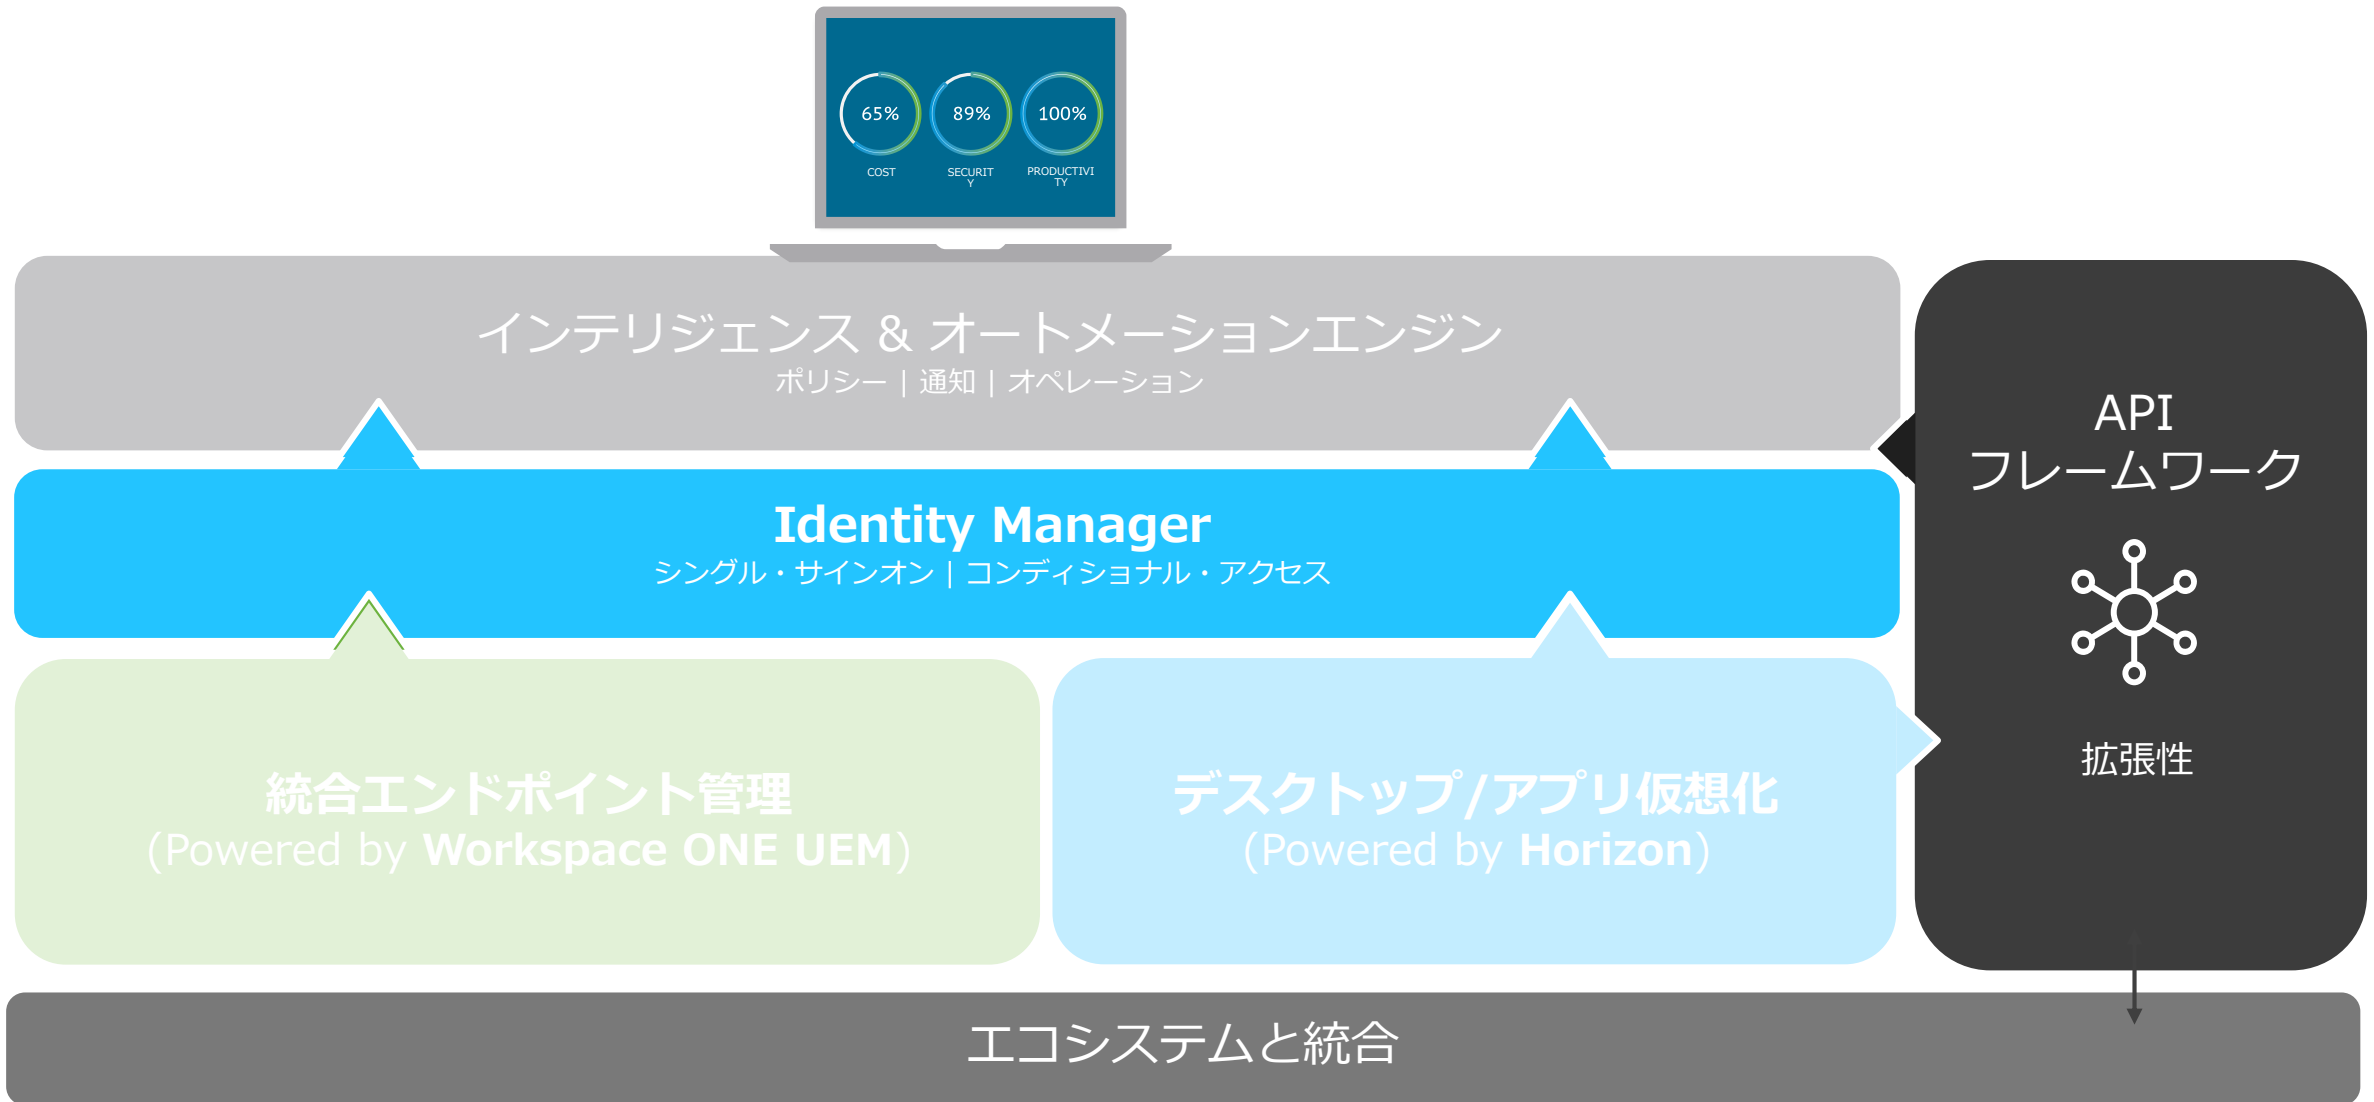 65%
89%
100%
COST
SECURIT
Y
PRODUCTIVI
TY
インテリジェンス & オートメーションエンジン
ポリシー | 通知 | オペレーション
Identity Manager
シングル・サインオン | コンディショナル・アクセス
統合エンドポイント管理
(Powered by Workspace ONE UEM)
デスクトップ/アプリ仮想化
(Powered by Horizon)
API
フレームワーク
拡張性
エコシステムと統合